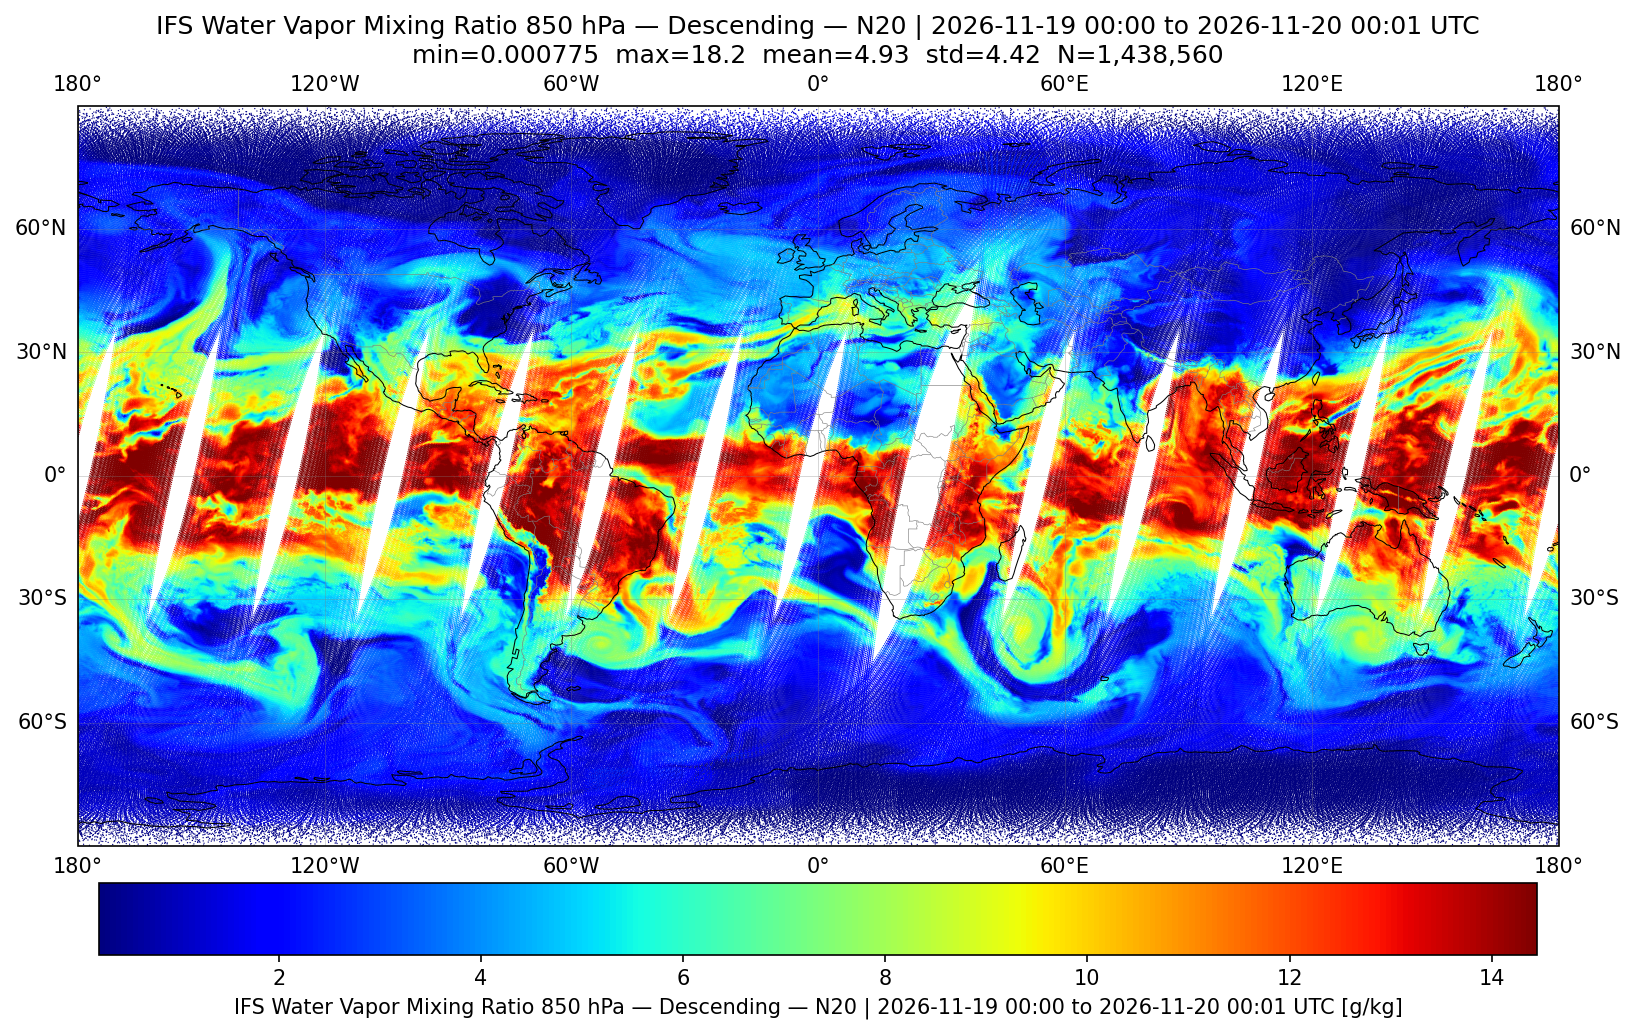 IFS Water Vapor Mixing Ratio 850 hPa — Descending — N20 | 2026-11-19 00:00 to 2026-11-20 00:01 UTC
min=0.000775 max=18.2 mean=4.93 std=4.42 N=1,438,560
180° 120°W 60°W 0° 60°E 120°E 180°
60°N 60°N
30°N 30°N
0° 0°
30°S 30°S
60°S 60°S
180° 120°W 60°W 0° 60°E 120°E 180°
2 4 6 8 10 12 14
IFS Water Vapor Mixing Ratio 850 hPa — Descending — N20 | 2026-11-19 00:00 to 2026-11-20 00:01 UTC [g/kg]